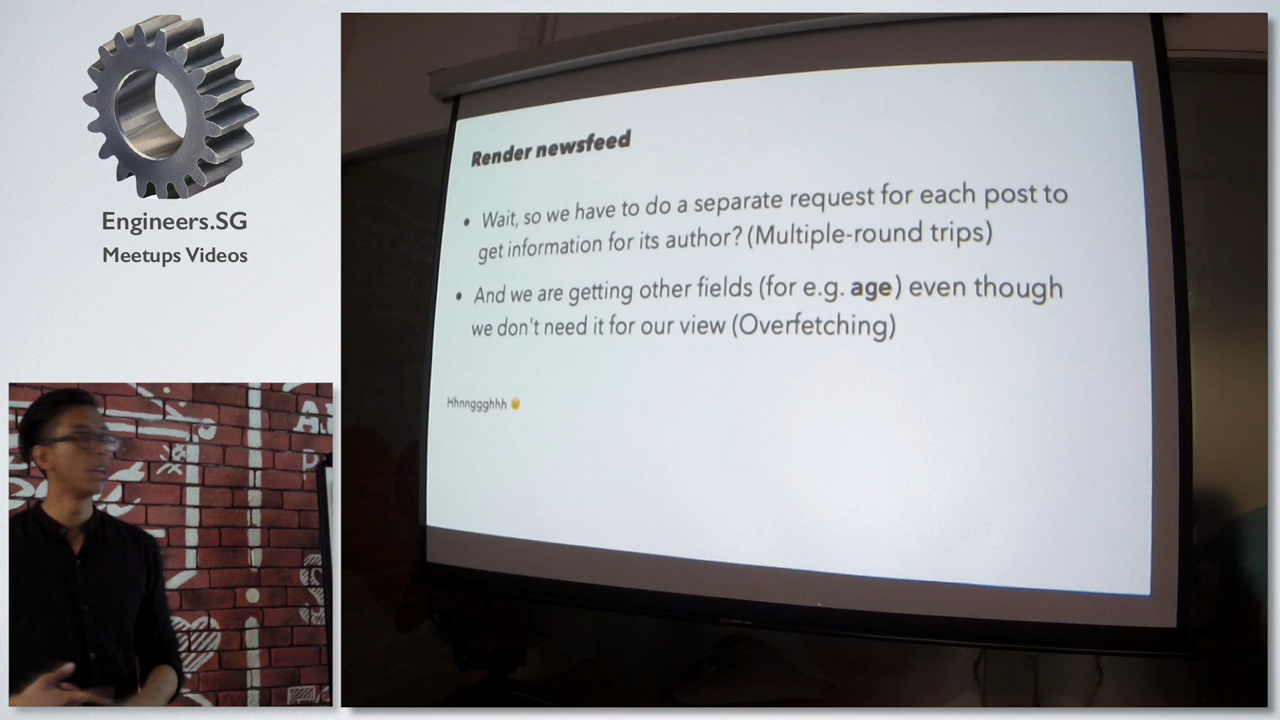 Engineers.SG
Meetups Videos
Render newsfeed
• Wait, so we have to do a separate request for each post to
get information for its author? (Multiple-round trips)
• And we are getting other fields (for e.g. age) even though
we don't need it for our view (Overfetching)
Hhnnggghhh 😕